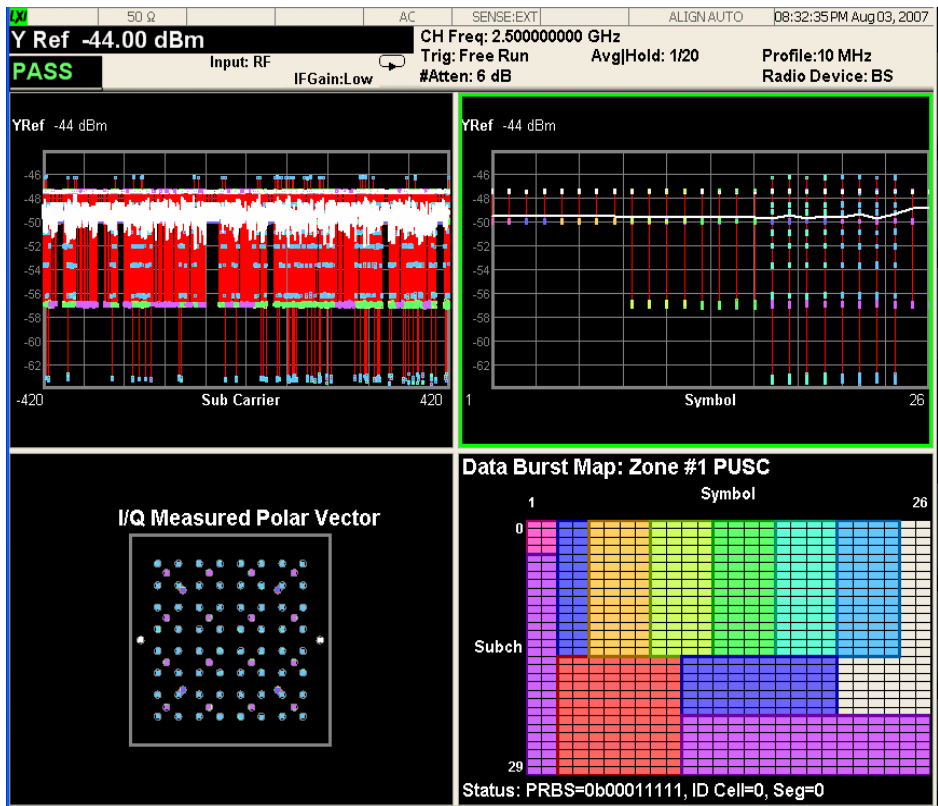 LXI 50 Ω AC SENSE:EXT ALIGN AUTO 08:32:35 PM Aug 03, 2007
Y Ref -44.00 dBm
PASS
Input: RF
IFGain:Low
CH Freq: 2.500000000 GHz
Trig: Free Run
#Atten: 6 dB
Avg|Hold: 1/20
Profile:10 MHz
Radio Device: BS
YRef -44 dBm
-46
-48
-50
-52
-54
-56
-58
-60
-62
-420 Sub Carrier 420
YRef -44 dBm
-46
-48
-50
-52
-54
-56
-58
-60
-62
1 Symbol 26
I/Q Measured Polar Vector
Data Burst Map: Zone #1 PUSC
1 Symbol 26
0
Subch
29
Status: PRBS=0b00011111, ID Cell=0, Seg=0